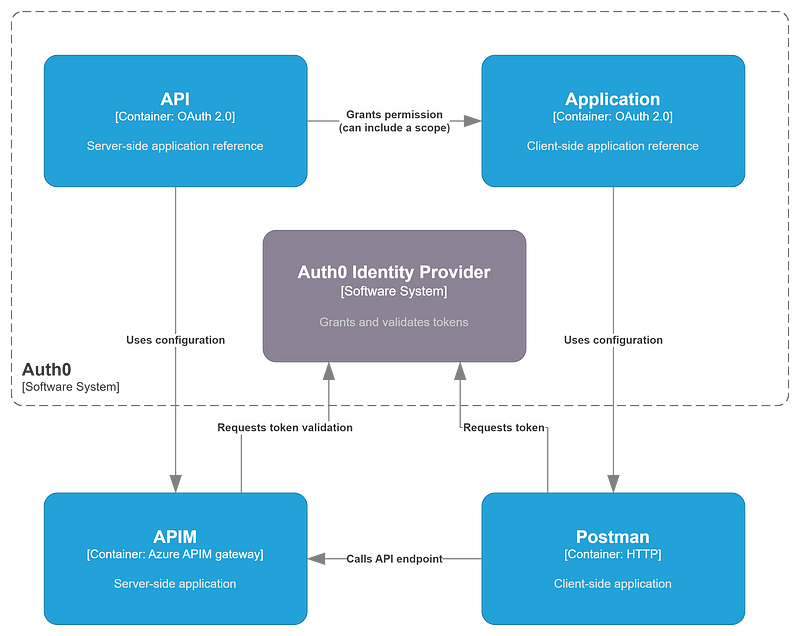 API
[Container: OAuth 2.0]
Server-side application reference
Grants permission
(can include a scope)
Application
[Container: OAuth 2.0]
Client-side application reference
Auth0 Identity Provider
[Software System]
Grants and validates tokens
Uses configuration
Uses configuration
Auth0
[Software System]
Requests token validation
Requests token
APIM
[Container: Azure APIM gateway]
Server-side application
Calls API endpoint
Postman
[Container: HTTP]
Client-side application